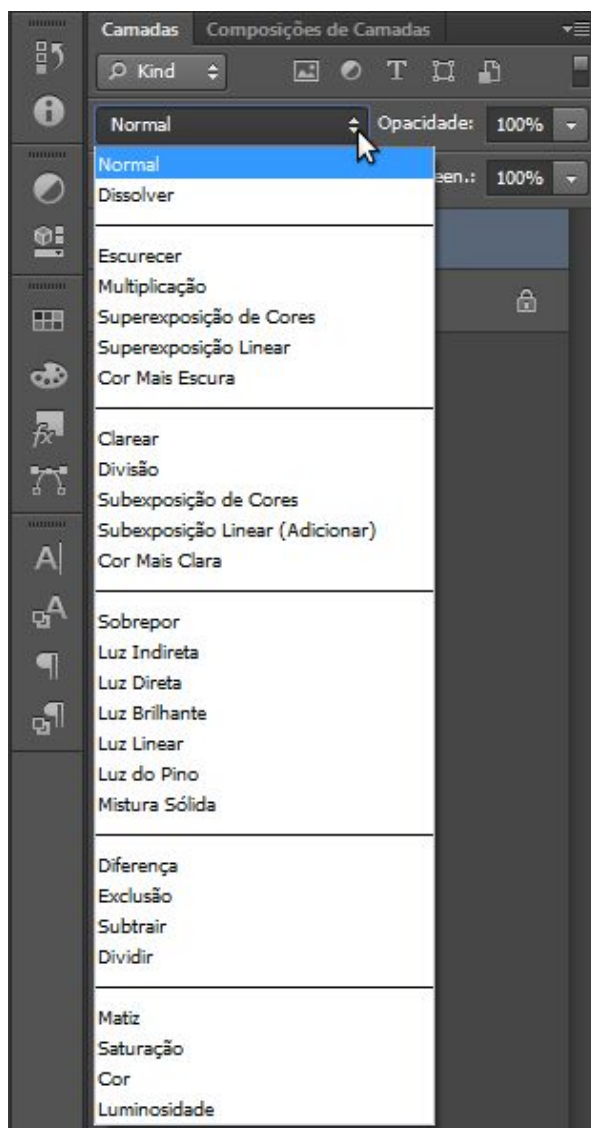 Camadas Composições de Camadas
Kind
Normal Opacidade: 100%
Normal
een.: 100%
Dissolver
Escurecer
Multiplicação
Superexposição de Cores
Superexposição Linear
Cor Mais Escura
Clarear
Divisão
Subexposição de Cores
Subexposição Linear (Adicionar)
Cor Mais Clara
Sobrepor
Luz Indireta
Luz Direta
Luz Brilhante
Luz Linear
Luz do Pino
Mistura Sólida
Diferença
Exclusão
Subtrair
Dividir
Matiz
Saturação
Cor
Luminosidade